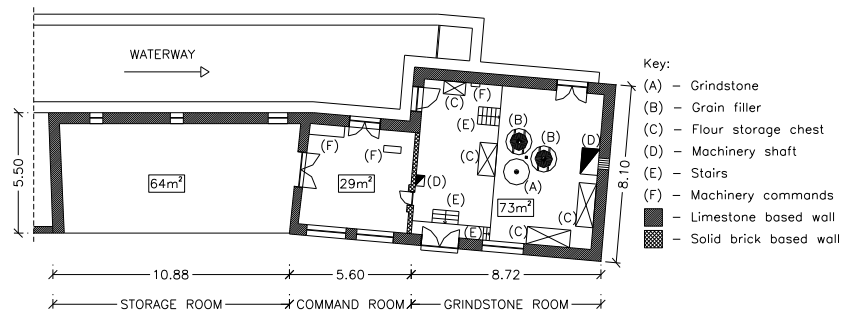 WATERWAY
Key:
(A) - Grindstone
(B) - Grain filler
(C) - Flour storage chest
(D) - Machinery shaft
(E) - Stairs
(F) - Machinery commands
- Limestone based wall
- Solid brick based wall
(C)
(F)
(E)
(B)
(B)
(D)
(F)
(F)
(C)
(D)
(A)
(E)
(E)
(C)
(C)
64m²
29m²
73m²
5.50
8.10
10.88
5.60
8.72
STORAGE ROOM
COMMAND ROOM
GRINDSTONE ROOM